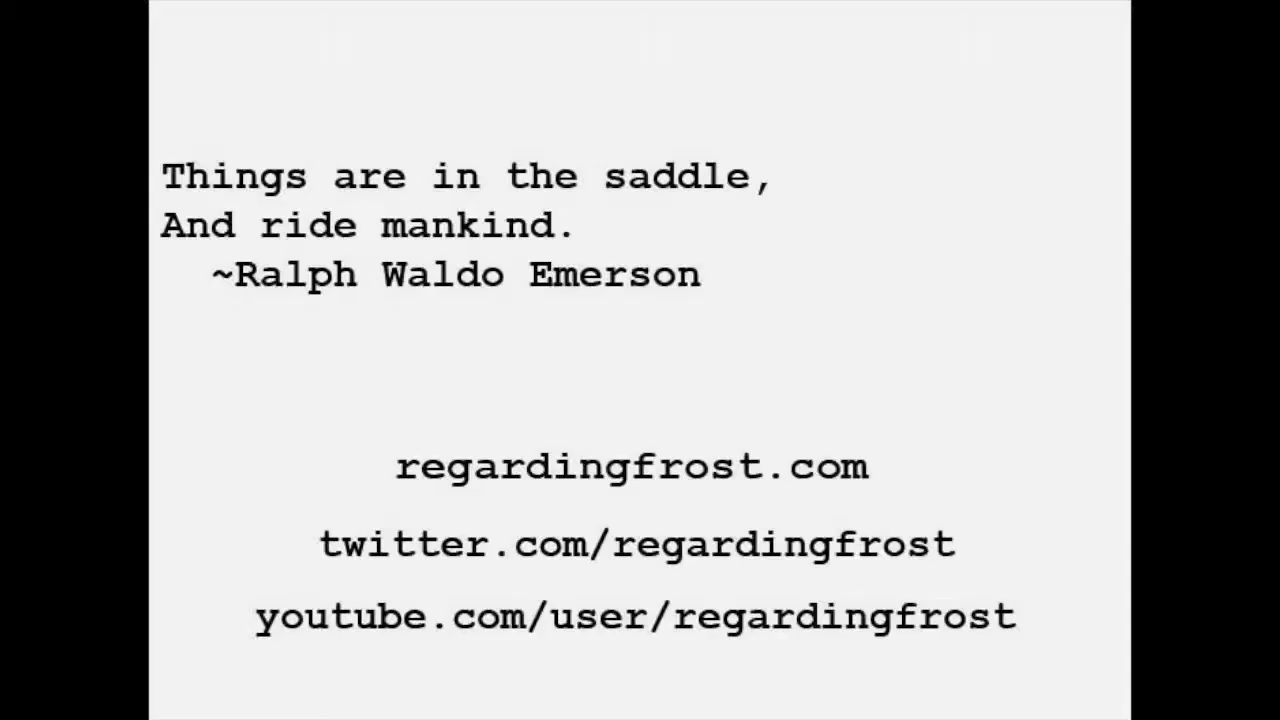 Things are in the saddle,
And ride mankind.
~Ralph Waldo Emerson
regardingfrost.com
twitter.com/regardingfrost
youtube.com/user/regardingfrost